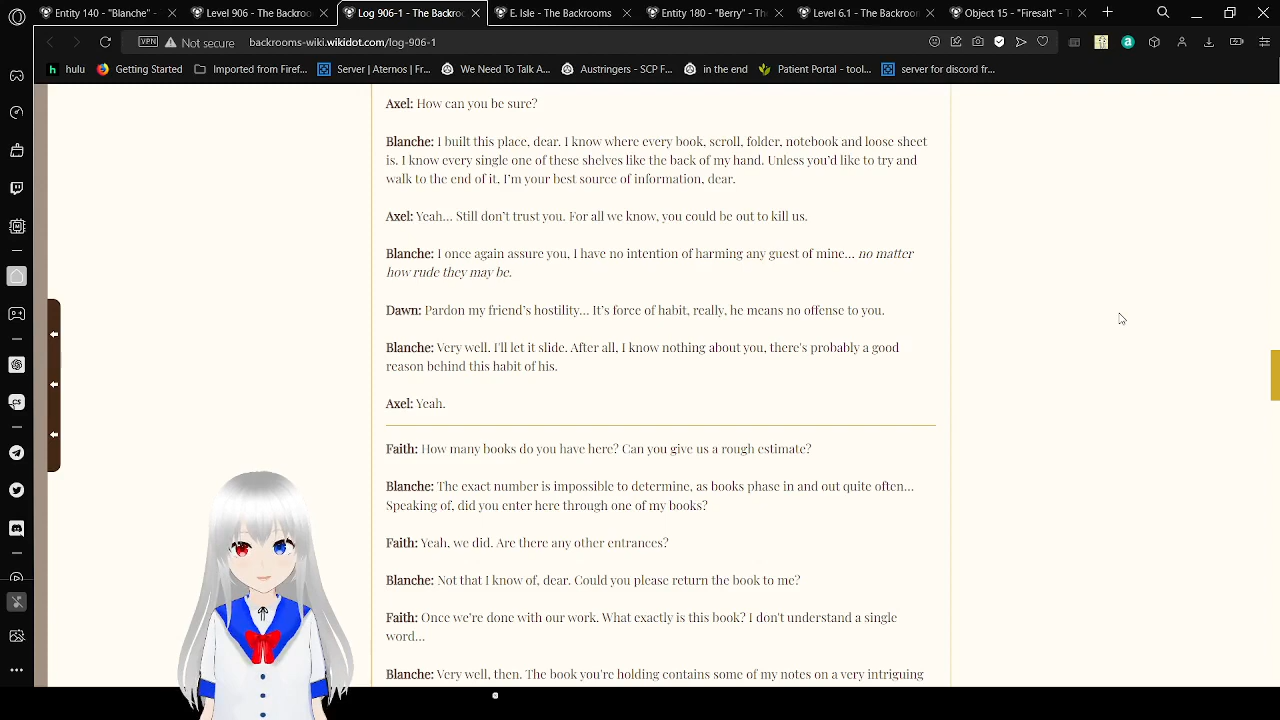 Entity 140 - "Blanche" -
Level 906 - The Backroo
Log 906-1 - The Backroo
E. Isle - The Backrooms
Entity 180 - "Berry" - The
Level 6.1 - The Backroom
Object 15 - "Firesalt" - T
VPN
Not secure
backrooms-wiki.wikidot.com/log-906-1
hulu
Getting Started
Imported from Firef...
Server | Aternos | Fr...
We Need To Talk A...
Austringers - SCP F...
in the end
Patient Portal - tool...
server for discord fr...
Axel: How can you be sure?
Blanche: I built this place, dear. I know where every book, scroll, folder, notebook and loose sheet
is. I know every single one of these shelves like the back of my hand. Unless you'd like to try and
walk to the end of it, I'm your best source of information, dear.
Axel: Yeah... Still don't trust you. For all we know, you could be out to kill us.
Blanche: I once again assure you, I have no intention of harming any guest of mine... no matter
how rude they may be.
Dawn: Pardon my friend's hostility... It's force of habit, really, he means no offense to you.
Blanche: Very well. I'll let it slide. After all, I know nothing about you, there's probably a good
reason behind this habit of his.
Axel: Yeah.
Faith: How many books do you have here? Can you give us a rough estimate?
Blanche: The exact number is impossible to determine, as books phase in and out quite often...
Speaking of, did you enter here through one of my books?
Faith: Yeah, we did. Are there any other entrances?
Blanche: Not that I know of, dear. Could you please return the book to me?
Faith: Once we're done with our work. What exactly is this book? I don't understand a single
word...
Blanche: Very well, then. The book you're holding contains some of my notes on a very intriguing